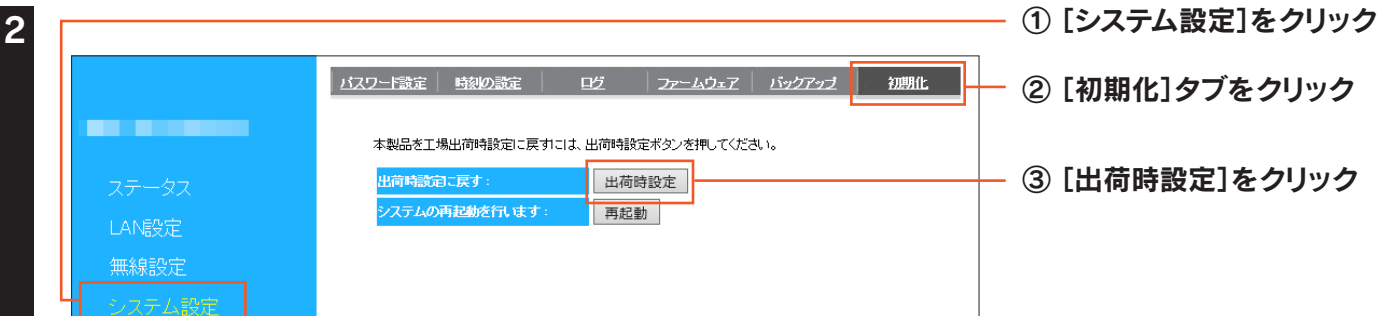 2
① [システム設定]をクリック
パスワード設定 時刻の設定 ログ ファームウェア バックアップ 初期化
② [初期化]タブをクリック
本製品を工場出荷時設定に戻すには、出荷時設定ボタンを押してください。
ステータス
出荷時設定に戻す: 出荷時設定
③ [出荷時設定]をクリック
システムの再起動を行います: 再起動
LAN設定
無線設定
システム設定